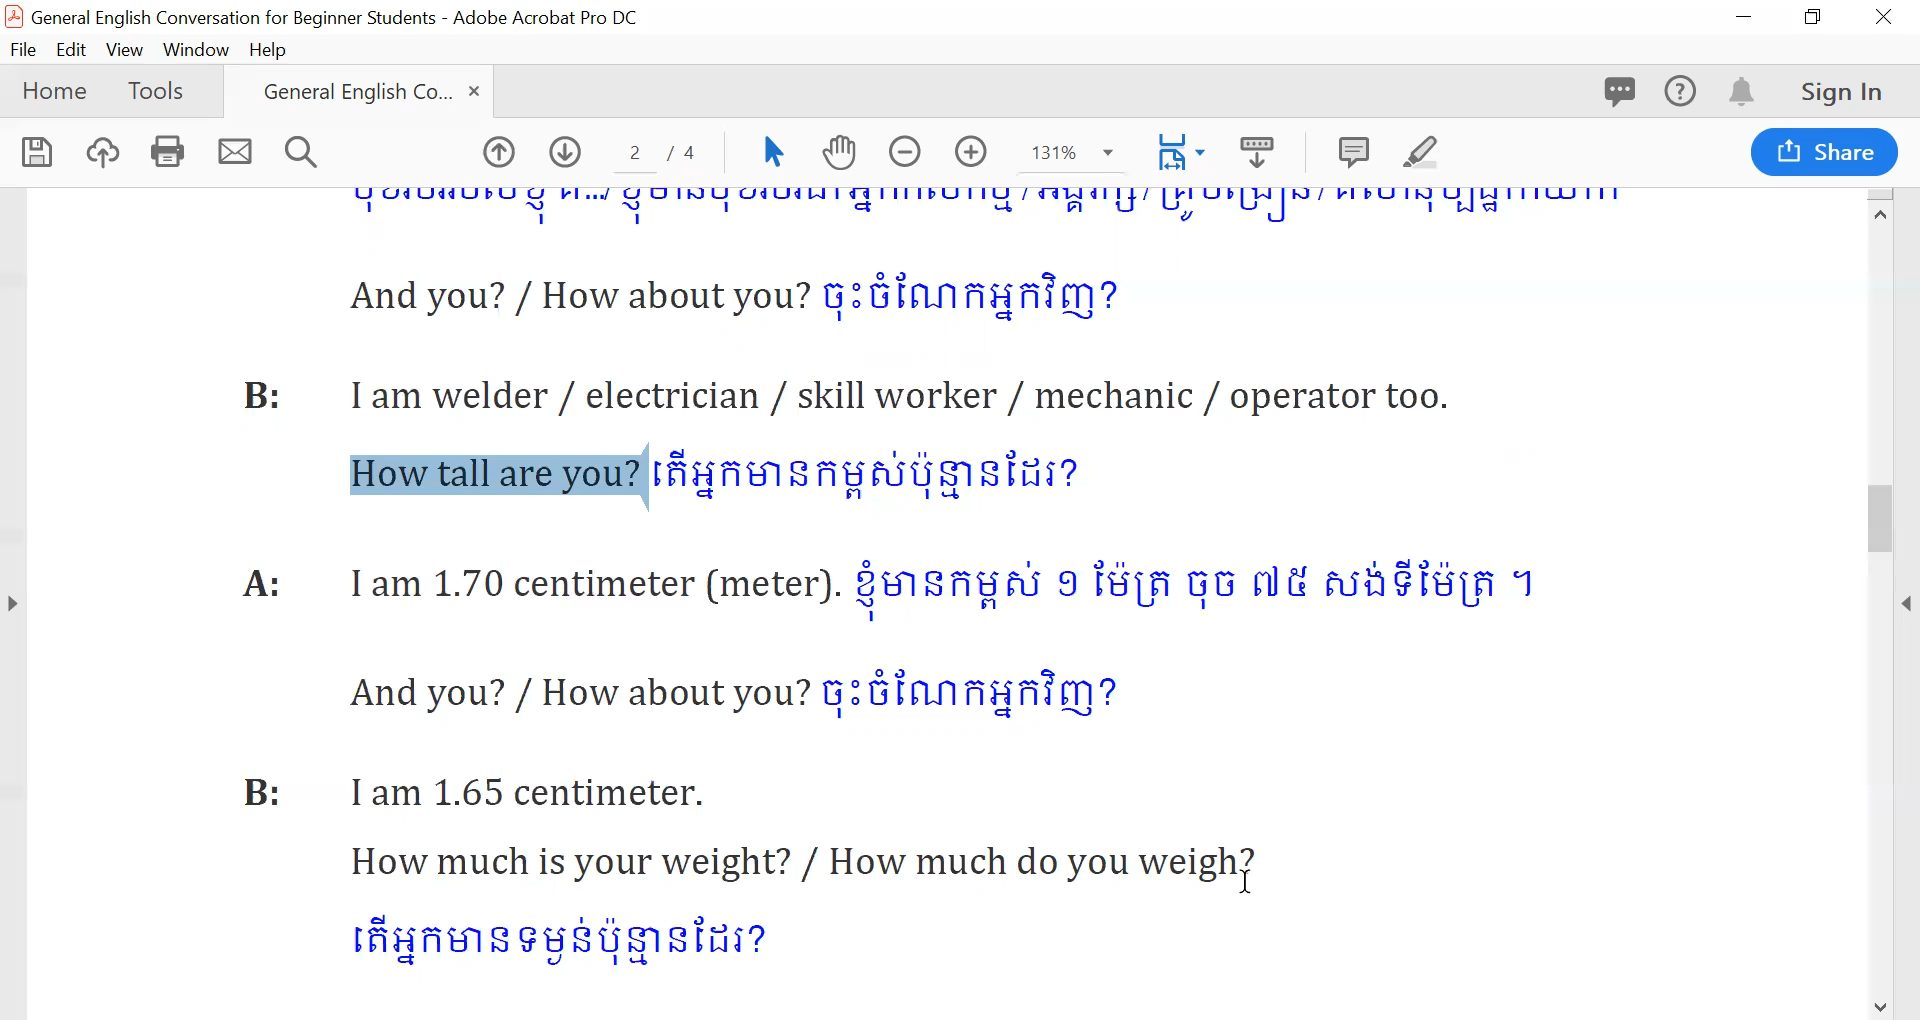 General English Conversation for Beginner Students - Adobe Acrobat Pro DC
File Edit View Window Help
Home Tools General English Co... × Sign In
2 / 4 131% Share
And you? / How about you? ចុះចំណែកអ្នកវិញ?
B: I am welder / electrician / skill worker / mechanic / operator too.
How tall are you? តើអ្នកមានកម្ពស់ប៉ុន្មានដែរ?
A: I am 1.70 centimeter (meter). ខ្ញុំមានកម្ពស់ ១ ម៉ែត្រ ចុច ៧៥ សង់ទីម៉ែត្រ ។
And you? / How about you? ចុះចំណែកអ្នកវិញ?
B: I am 1.65 centimeter.
How much is your weight? / How much do you weigh?
តើអ្នកមានទម្ងន់ប៉ុន្មានដែរ?